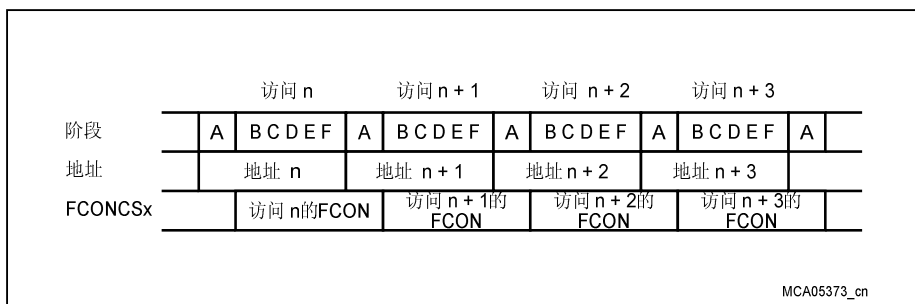 访问 n 访问 n + 1 访问 n + 2 访问 n + 3
阶段 A B C D E F A B C D E F A B C D E F A B C D E F A
地址 地址 n 地址 n + 1 地址 n + 2 地址 n + 3
FCONCSx 访问 n的FCON 访问 n + 1的 FCON 访问 n + 2的 FCON 访问 n + 3的 FCON
MCA05373_cn